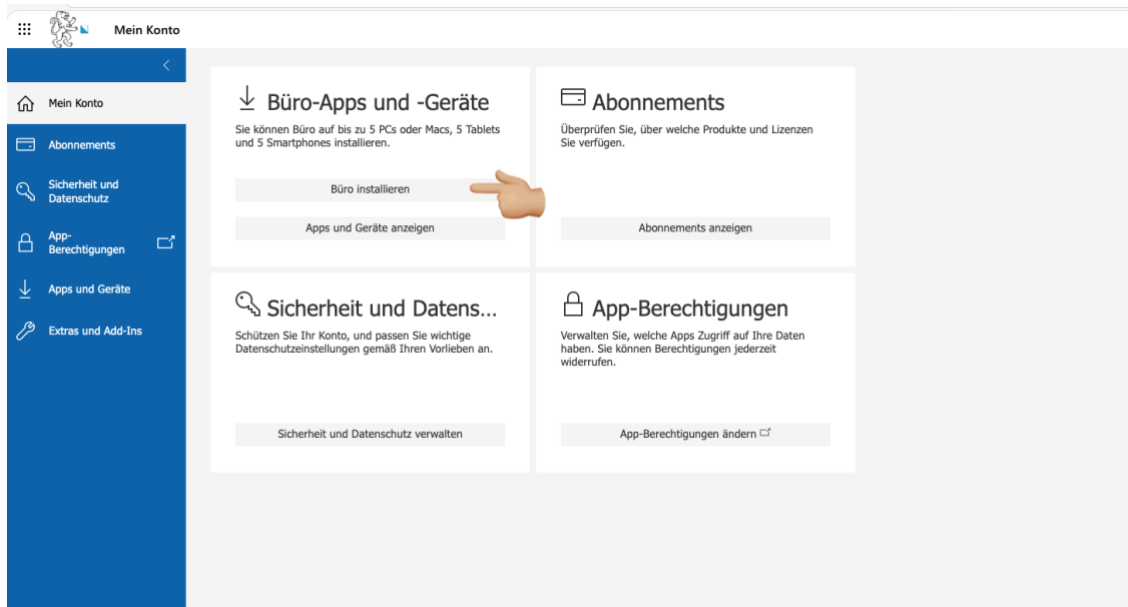 Mein Konto
Mein Konto
Abonnements
Sicherheit und
Datenschutz
App-
Berechtigungen
Apps und Geräte
Extras und Add-Ins
Büro-Apps und -Geräte
Sie können Büro auf bis zu 5 PCs oder Macs, 5 Tablets
und 5 Smartphones installieren.
Büro installieren
Apps und Geräte anzeigen
Abonnements
Überprüfen Sie, über welche Produkte und Lizenzen
Sie verfügen.
Abonnements anzeigen
Sicherheit und Datens...
Schützen Sie Ihr Konto, und passen Sie wichtige
Datenschutzeinstellungen gemäß Ihren Vorlieben an.
Sicherheit und Datenschutz verwalten
App-Berechtigungen
Verwalten Sie, welche Apps Zugriff auf Ihre Daten
haben. Sie können Berechtigungen jederzeit
widerrufen.
App-Berechtigungen ändern